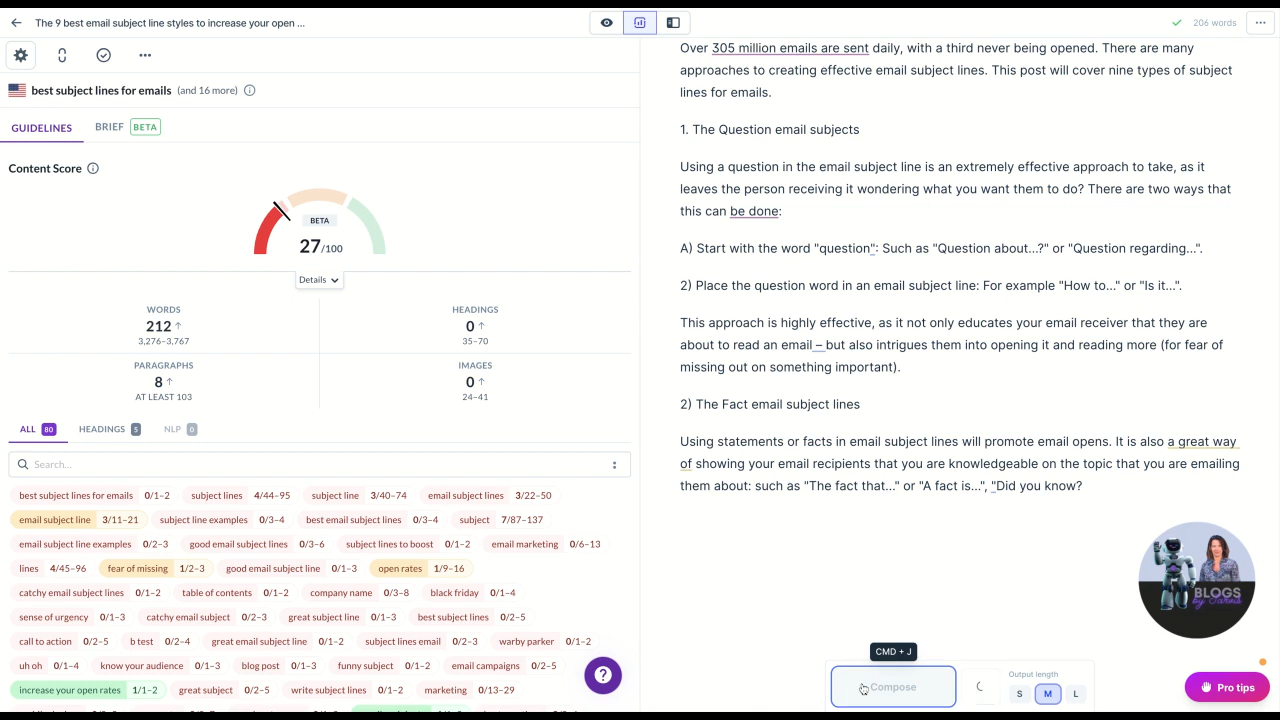 The 9 best email subject line styles to increase your open ...
206 words
best subject lines for emails (and 16 more)
GUIDELINES
BRIEF BETA
Content Score
BETA
27/100
Details
WORDS
212
3,276–3,767
HEADINGS
0
35–70
PARAGRAPHS
8
AT LEAST 103
IMAGES
0
24–41
ALL 80
HEADINGS 5
NLP 0
Search...
best subject lines for emails 0/1–2 subject lines 4/44–95 subject line 3/40–74 email subject lines 3/22–50
email subject line 3/11–21 subject line examples 0/3–4 best email subject lines 0/3–4 subject 7/87–137
email subject line examples 0/2–3 good email subject lines 0/3–6 subject lines to boost 0/1–2 email marketing 0/6–13
lines 4/45–96 fear of missing 1/2–3 good email subject line 0/1–3 open rates 1/9–16
catchy email subject lines 0/1–2 table of contents 0/1–2 company name 0/3–8 black friday 0/1–4
sense of urgency 0/1–3 catchy email subject 0/2–3 great subject line 0/1–3 best subject lines 0/2–5
call to action 0/2–5 b test 0/2–4 great email subject line 0/1–2 subject lines email 0/2–3 warby parker 0/1–2
uh oh 0/1–4 know your audience 0/1–3 blog post 0/1–3 funny subject 0/1–2 email campaigns 0/2–5
increase your open rates 1/1–2 great subject 0/2–5 write subject lines 0/1–2 marketing 0/13–29
Over 305 million emails are sent daily, with a third never being opened. There are many
approaches to creating effective email subject lines. This post will cover nine types of subject
lines for emails.
1. The Question email subjects
Using a question in the email subject line is an extremely effective approach to take, as it
leaves the person receiving it wondering what you want them to do? There are two ways that
this can be done:
A) Start with the word "question": Such as "Question about...?" or "Question regarding...".
2) Place the question word in an email subject line: For example "How to..." or "Is it...".
This approach is highly effective, as it not only educates your email receiver that they are
about to read an email – but also intrigues them into opening it and reading more (for fear of
missing out on something important).
2) The Fact email subject lines
Using statements or facts in email subject lines will promote email opens. It is also a great way
of showing your email recipients that you are knowledgeable on the topic that you are emailing
them about: such as "The fact that..." or "A fact is...", "Did you know?
BLOGS
by Jarvis
CMD + J
Compose
Output length
S M L
Pro tips